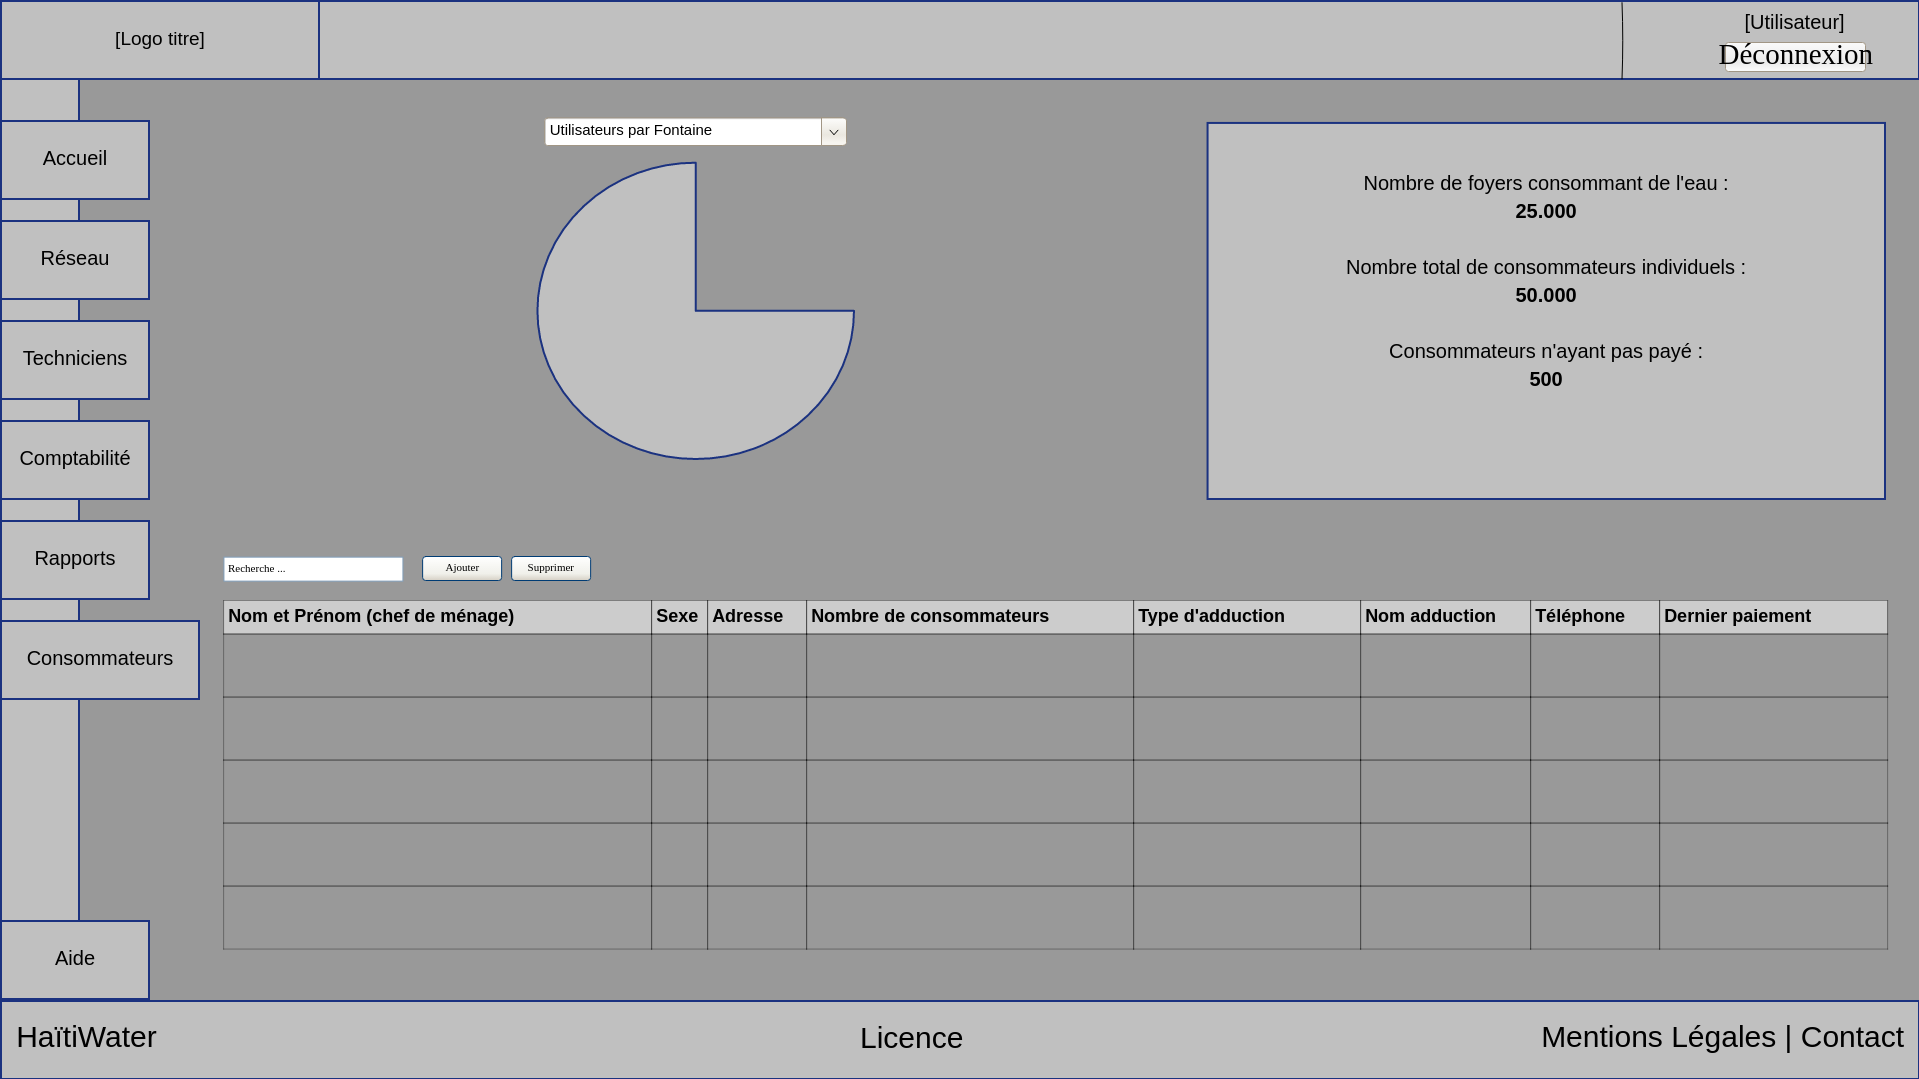 [Logo titre]
[Utilisateur]
Déconnexion
Accueil
Réseau
Techniciens
Comptabilité
Rapports
Consommateurs
Aide
Utilisateurs par Fontaine
Nombre de foyers consommant de l'eau :
25.000
Nombre total de consommateurs individuels :
50.000
Consommateurs n'ayant pas payé :
500
Recherche ...
Ajouter
Supprimer
Nom et Prénom (chef de ménage) Sexe Adresse Nombre de consommateurs Type d'adduction Nom adduction Téléphone Dernier paiement
HaïtiWater
Licence
Mentions Légales | Contact